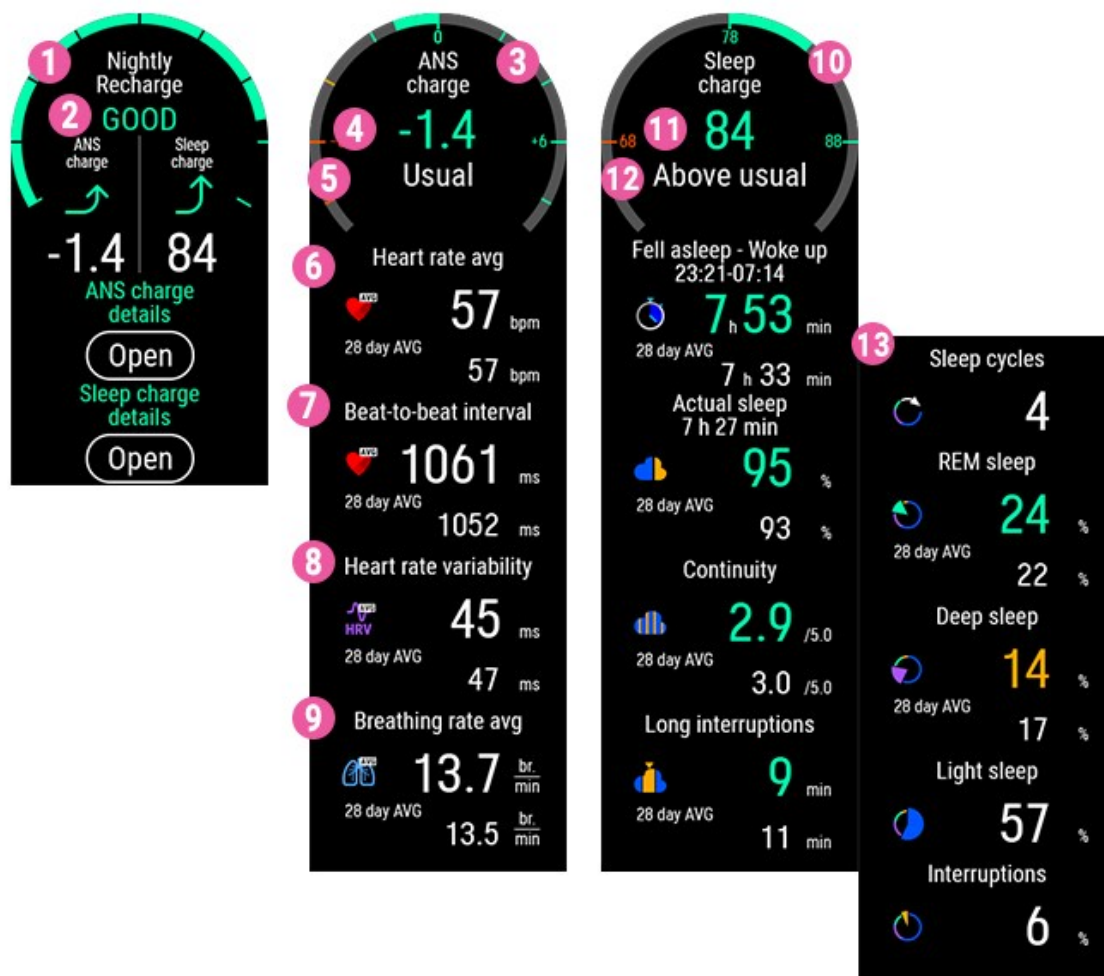 1
Nightly
Recharge
2
GOOD
ANS
charge
Sleep
charge
-1.4
84
ANS charge
details
Open
Sleep charge
details
Open
0
3
ANS
charge
4
-1.4
+6
5
Usual
6
Heart rate avg
AVG
57 bpm
28 day AVG
57 bpm
7
Beat-to-beat interval
AVG
1061 ms
28 day AVG
1052 ms
8
Heart rate variability
AVG
HRV
45 ms
28 day AVG
47 ms
9
Breathing rate avg
AVG
13.7 br.
min
28 day AVG
13.5 br.
min
78
10
Sleep
charge
68
11
84
88
12
Above usual
Fell asleep - Woke up
23:21-07:14
7 h 53 min
28 day AVG
7 h 33 min
Actual sleep
7 h 27 min
95 %
28 day AVG
93 %
Continuity
2.9 /5.0
28 day AVG
3.0 /5.0
Long interruptions
9 min
28 day AVG
11 min
13
Sleep cycles
4
REM sleep
24 %
28 day AVG
22 %
Deep sleep
14 %
28 day AVG
17 %
Light sleep
57 %
Interruptions
6 %